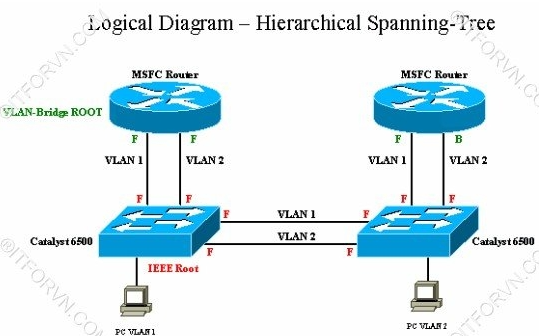 Logical Diagram – Hierarchical Spanning-Tree
@ITFORVN.COM
MSFC Router
MSFC Router
VLAN-Bridge ROOT
F
F
F
B
VLAN 1
VLAN 2
VLAN 1
VLAN 2
F
F
F
F
F
VLAN 1
F
Catalyst 6500
VLAN 2
Catalyst 6500
F
F
IEEE Root
PC VLAN 1
PC VLAN 2
@ITFORVN.COM
@ITFORVN.COM